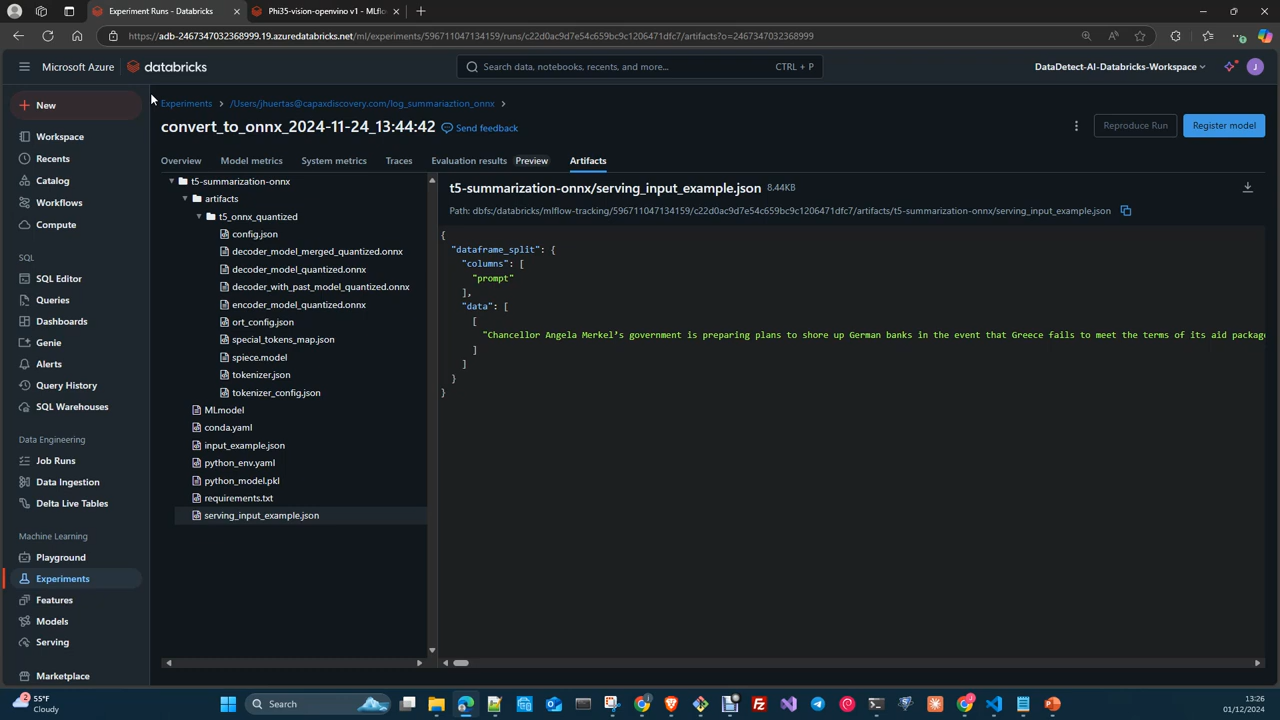 Experiment Runs - Databricks
Phi35-vision-openvino v1 - MLflow
https://adb-2467347032368999.19.azuredatabricks.net/ml/experiments/596711047134159/runs/c22d0ac9d7e54c659bc9c1206471dfc7/artifacts?o=2467347032368999
Microsoft Azure
databricks
Search data, notebooks, recents, and more...
CTRL + P
DataDetect-AI-Databricks-Workspace
J
New
Workspace
Recents
Catalog
Workflows
Compute
SQL
SQL Editor
Queries
Dashboards
Genie
Alerts
Query History
SQL Warehouses
Data Engineering
Job Runs
Data Ingestion
Delta Live Tables
Machine Learning
Playground
Experiments
Features
Models
Serving
Marketplace
Experiments > /Users/jhuertas@capaxdiscovery.com/log_summariaztion_onnx >
convert_to_onnx_2024-11-24_13:44:42
Send feedback
Reproduce Run
Register model
Overview
Model metrics
System metrics
Traces
Evaluation results
Preview
Artifacts
t5-summarization-onnx
artifacts
t5_onnx_quantized
config.json
decoder_model_merged_quantized.onnx
decoder_model_quantized.onnx
decoder_with_past_model_quantized.onnx
encoder_model_quantized.onnx
ort_config.json
special_tokens_map.json
spiece.model
tokenizer.json
tokenizer_config.json
MLmodel
conda.yaml
input_example.json
python_env.yaml
python_model.pkl
requirements.txt
serving_input_example.json
t5-summarization-onnx/serving_input_example.json
8.44KB
Path: dbfs:/databricks/mlflow-tracking/596711047134159/c22d0ac9d7e54c659bc9c1206471dfc7/artifacts/t5-summarization-onnx/serving_input_example.json
{
"dataframe_split": {
"columns": [
"prompt"
],
"data": [
[
"Chancellor Angela Merkel's government is preparing plans to shore up German banks in the event that Greece fails to meet the terms of its aid package
]
]
}
}
2
55°F
Cloudy
Search
13:26
01/12/2024